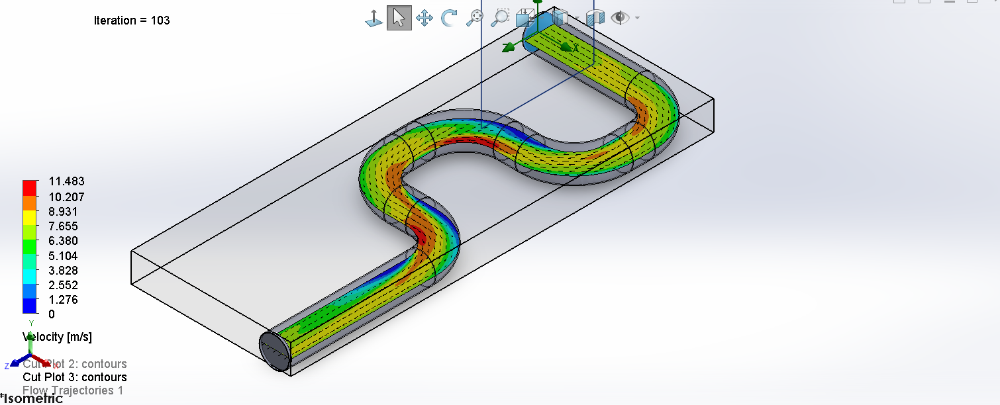 Iteration = 103
Z
X
11.483
10.207
8.931
7.655
6.380
5.104
3.828
2.552
1.276
0
Y
Velocity [m/s]
Z
X
Cut Plot 2: contours
Cut Plot 3: contours
Flow Trajectories 1
*Isometric